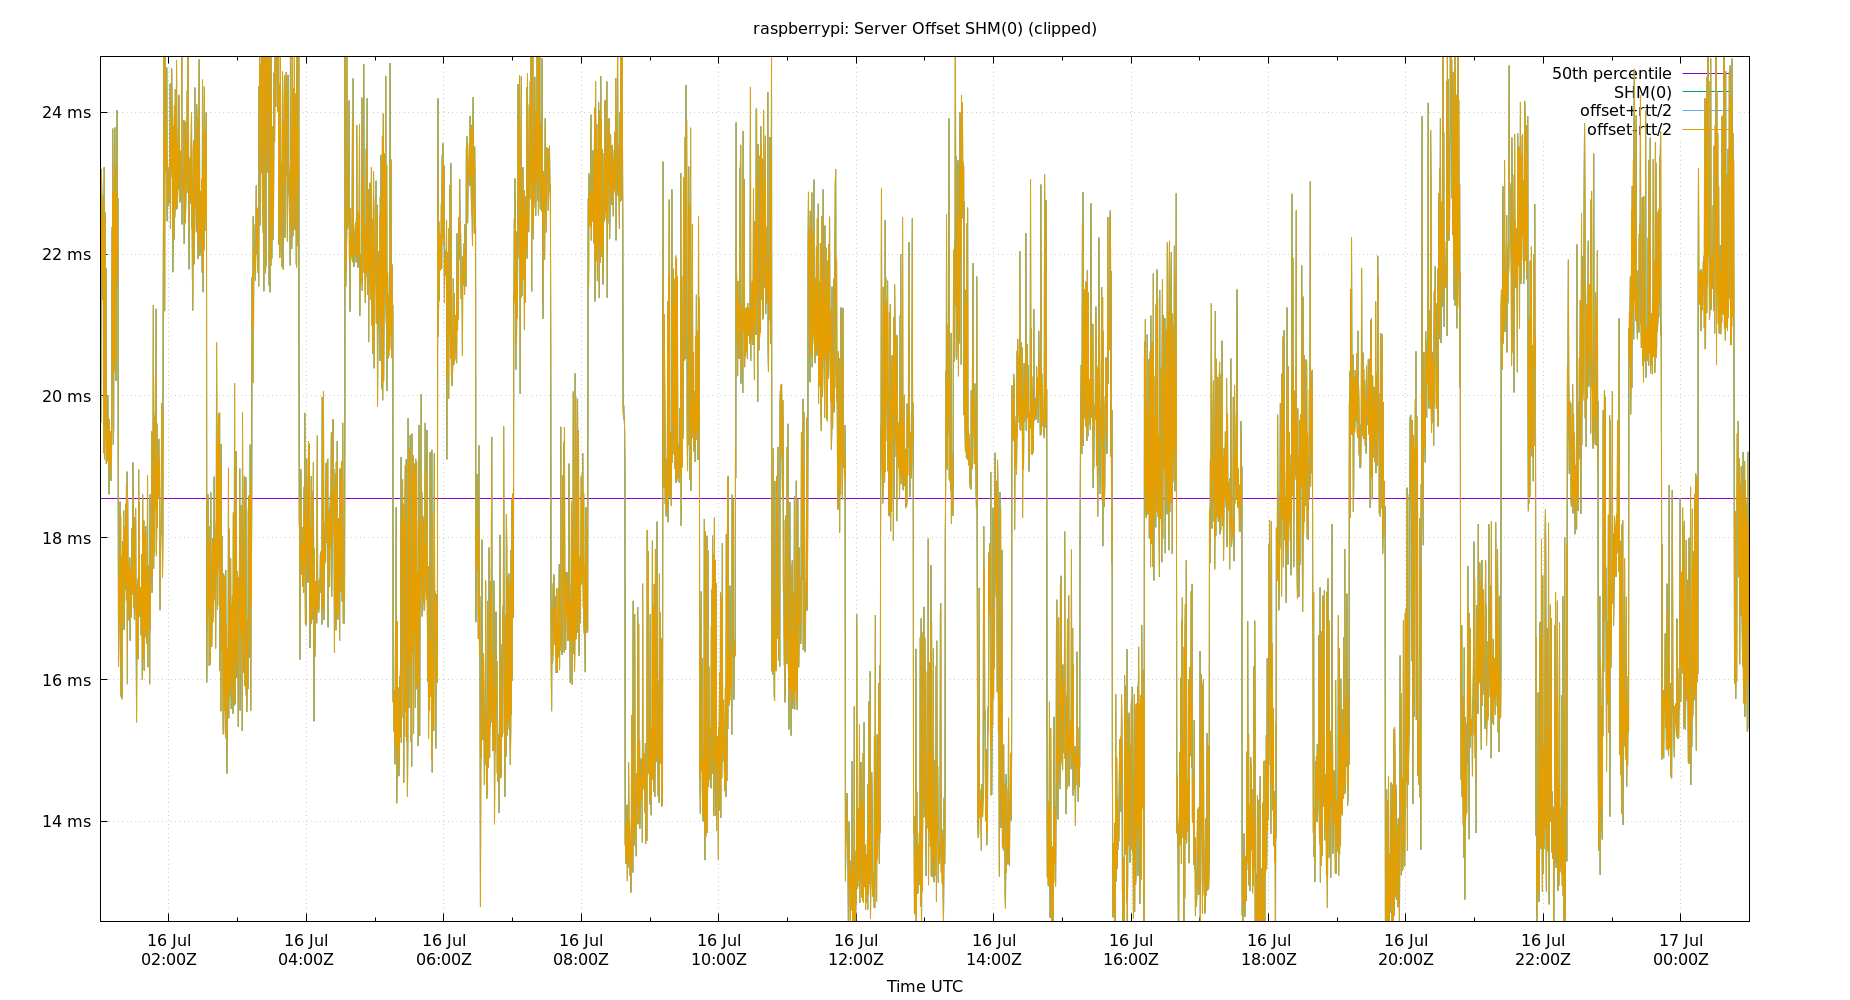 raspberrypi: Server Offset SHM(0) (clipped)
50th percentile
SHM(0)
offset+rtt/2
offset-rtt/2
24 ms
22 ms
20 ms
18 ms
16 ms
14 ms
16 Jul 16 Jul 16 Jul 16 Jul 16 Jul 16 Jul 16 Jul 16 Jul 16 Jul 16 Jul 16 Jul 17 Jul
02:00Z 04:00Z 06:00Z 08:00Z 10:00Z 12:00Z 14:00Z 16:00Z 18:00Z 20:00Z 22:00Z 00:00Z
Time UTC